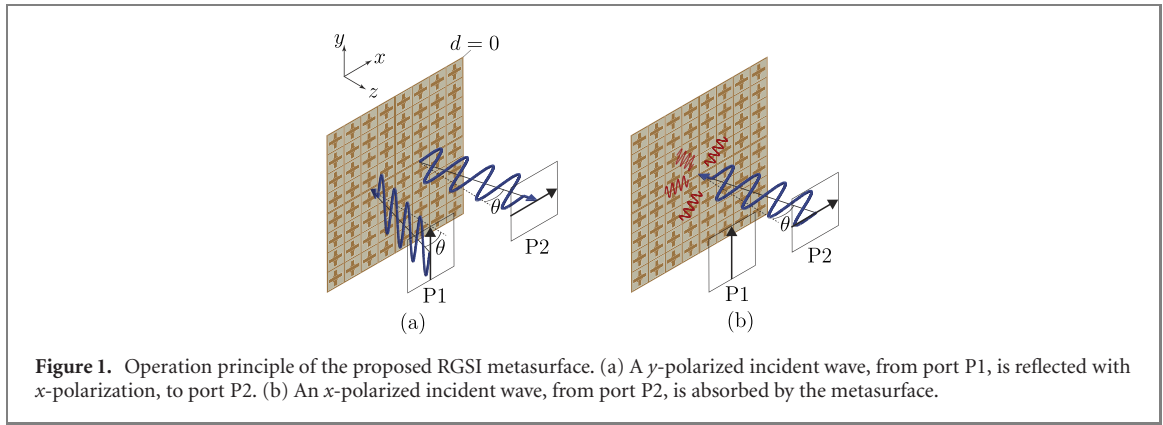 y
x
z
d = 0
θ
θ
P1
P2
(a)
θ
P1
P2
(b)
Figure 1. Operation principle of the proposed RGSI metasurface. (a) A y-polarized incident wave, from port P1, is reflected with
x-polarization, to port P2. (b) An x-polarized incident wave, from port P2, is absorbed by the metasurface.